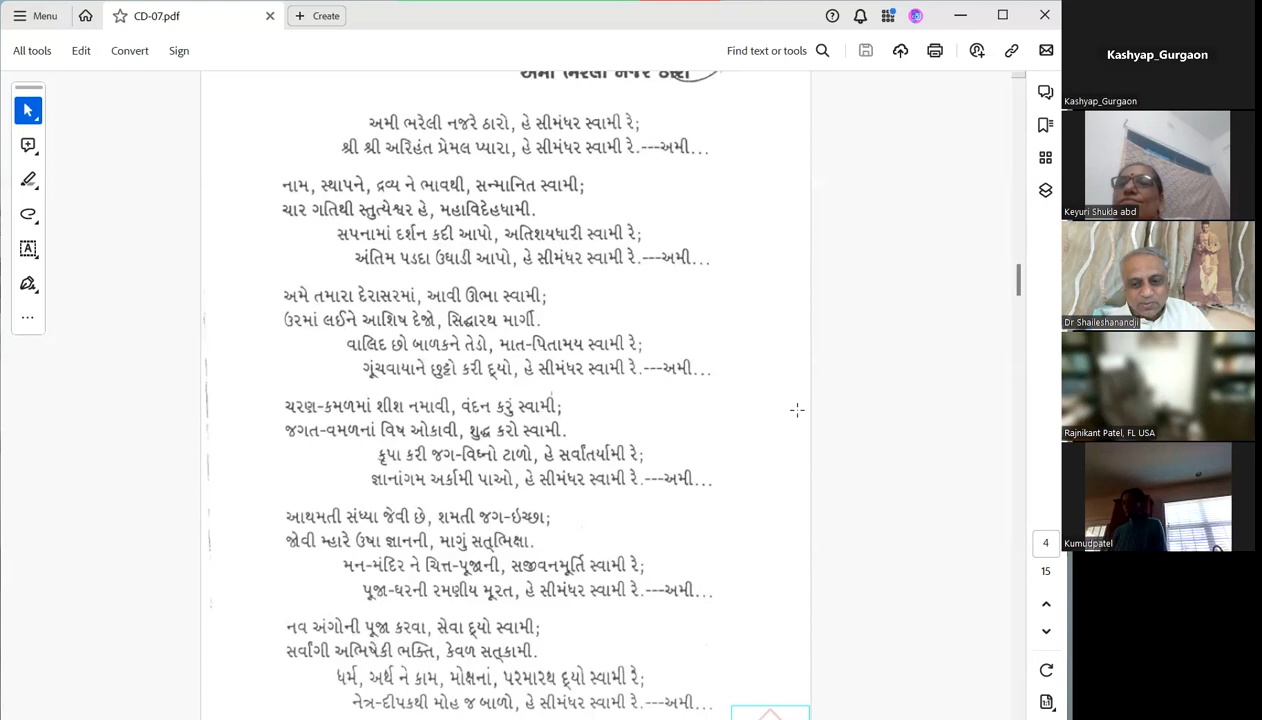 Menu
CD-07.pdf
Create
All tools
Edit
Convert
Sign
Find text or tools
અમી ભરેલી નજરે ઠારો
અમી ભરેલી નજરે ઠારો, હે સીમંધર સ્વામી રે;
શ્રી શ્રી અરિહંત પ્રેમલ પ્યારા, હે સીમંધર સ્વામી રે.---અમી...
નામ, સ્થાપને, દ્રવ્ય ને ભાવથી, સન્માનિત સ્વામી;
ચાર ગતિથી સ્તુત્યેશ્વર હે, મહાવિદેહધામી.
સપનામાં દર્શન કદી આપો, અતિશયધારી સ્વામી રે;
અંતિમ પડદા ઉઘાડી આપો, હે સીમંધર સ્વામી રે.---અમી...
અમે તમારા દેરાસરમાં, આવી ઊભા સ્વામી;
ઉરમાં લઈને આશિષ દેજો, સિદ્ધારથ માર્ગી.
વાલિદ છો બાળકને તેડો, માત-પિતામય સ્વામી રે;
ગૂંચવાયાને છુટ્ટો કરી દ્યો, હે સીમંધર સ્વામી રે.---અમી...
ચરણ-કમળમાં શીશ નમાવી, વંદન કરું સ્વામી;
જગત-વમળનાં વિષ ઓકાવી, શુદ્ધ કરો સ્વામી.
કૃપા કરી જગ-વિઘ્નો ટાળો, હે સર્વાંતર્યામી રે;
જ્ઞાનાંગમ અર્કામી પાઓ, હે સીમંધર સ્વામી રે.---અમી...
આથમતી સંધ્યા જેવી છે, શમતી જગ-ઇચ્છા;
જોવી મ્હારે ઉષા જ્ઞાનની, માગું સત્ભિક્ષા.
મન-મંદિર ને ચિત્ત-પૂજાની, સજીવનમૂર્તિ સ્વામી રે;
પૂજા-ઘરની રમણીય મૂરત, હે સીમંધર સ્વામી રે.---અમી...
નવ અંગોની પૂજા કરવા, સેવા દ્યો સ્વામી;
સર્વાંગી અભિષેકી ભક્તિ, કેવળ સત્કામી.
ધર્મ, અર્થ ને કામ, મોક્ષનાં, પરમારથ દ્યો સ્વામી રે;
નેત્ર-દીપકથી મોહ જ બાળો, હે સીમંધર સ્વામી રે.---અમી...
4
15
Kashyap_Gurgaon
Kashyap_Gurgaon
Keyuri Shukla abd
Dr Shaileshanandji
Rajnikant Patel, FL USA
Kumudpatel